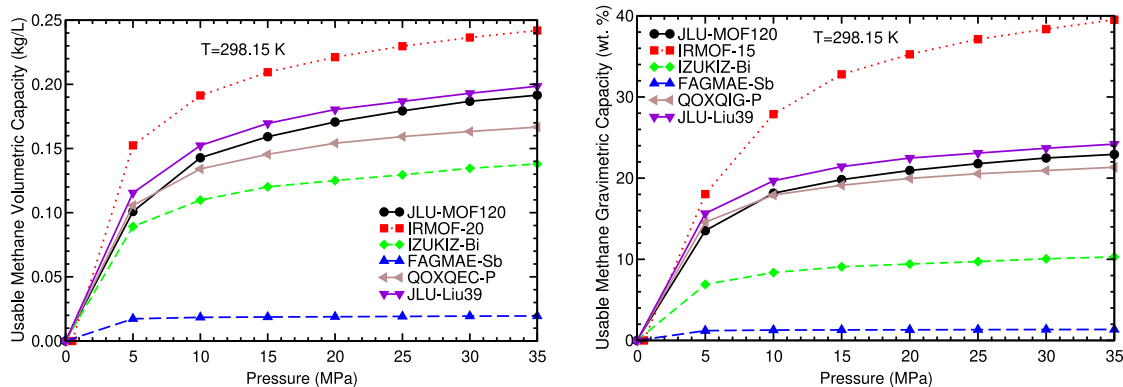 Usable Methane Volumetric Capacity (kg/L)
0.25
0.20
0.15
0.10
0.05
0.00
T=298.15 K
JLU-MOF120
IRMOF-20
IZUKIZ-Bi
FAGMAE-Sb
QOXQEC-P
JLU-Liu39
0 5 10 15 20 25 30 35
Pressure (MPa)
Usable Methane Gravimetric Capacity (wt. %)
40
30
20
10
0
T=298.15 K
JLU-MOF120
IRMOF-15
IZUKIZ-Bi
FAGMAE-Sb
QOXQIG-P
JLU-Liu39
0 5 10 15 20 25 30 35
Pressure (MPa)